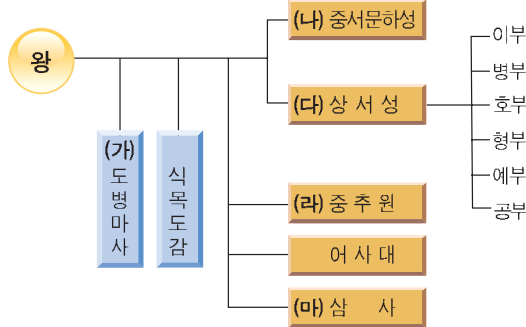 왕
(가) 도병마사
식목도감
(나) 중서문하성
(다) 상서성
이부
병부
호부
형부
예부
공부
(라) 중추원
어사대
(마) 삼 사